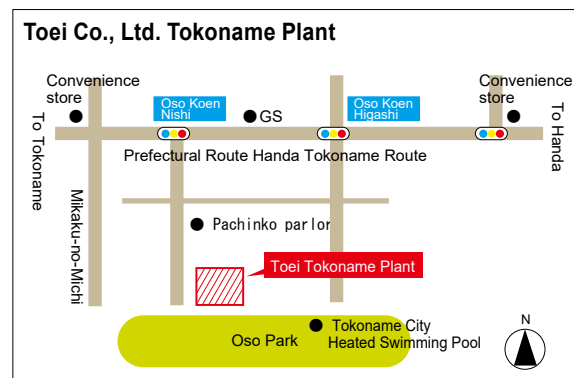 Toei Co., Ltd. Tokoname Plant
Convenience
store
Oso Koen
Nishi
GS
Oso Koen
Higashi
Convenience
store
To Tokoname
To Handa
Prefectural Route Handa Tokoname Route
Mikaku-no-Michi
Pachinko parlor
Toei Tokoname Plant
Oso Park
Tokoname City
Heated Swimming Pool
N